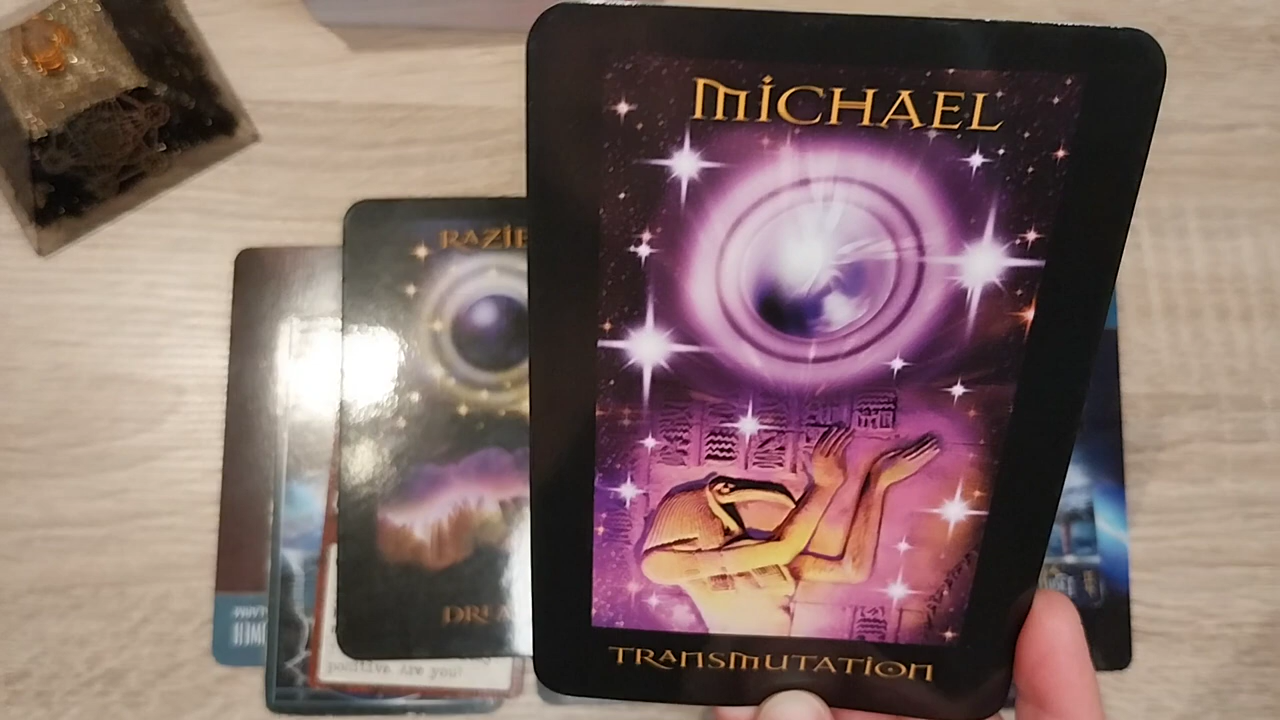 MICHAEL
TRANSMUTATION
RAZIE
DREA
positive. Are you?